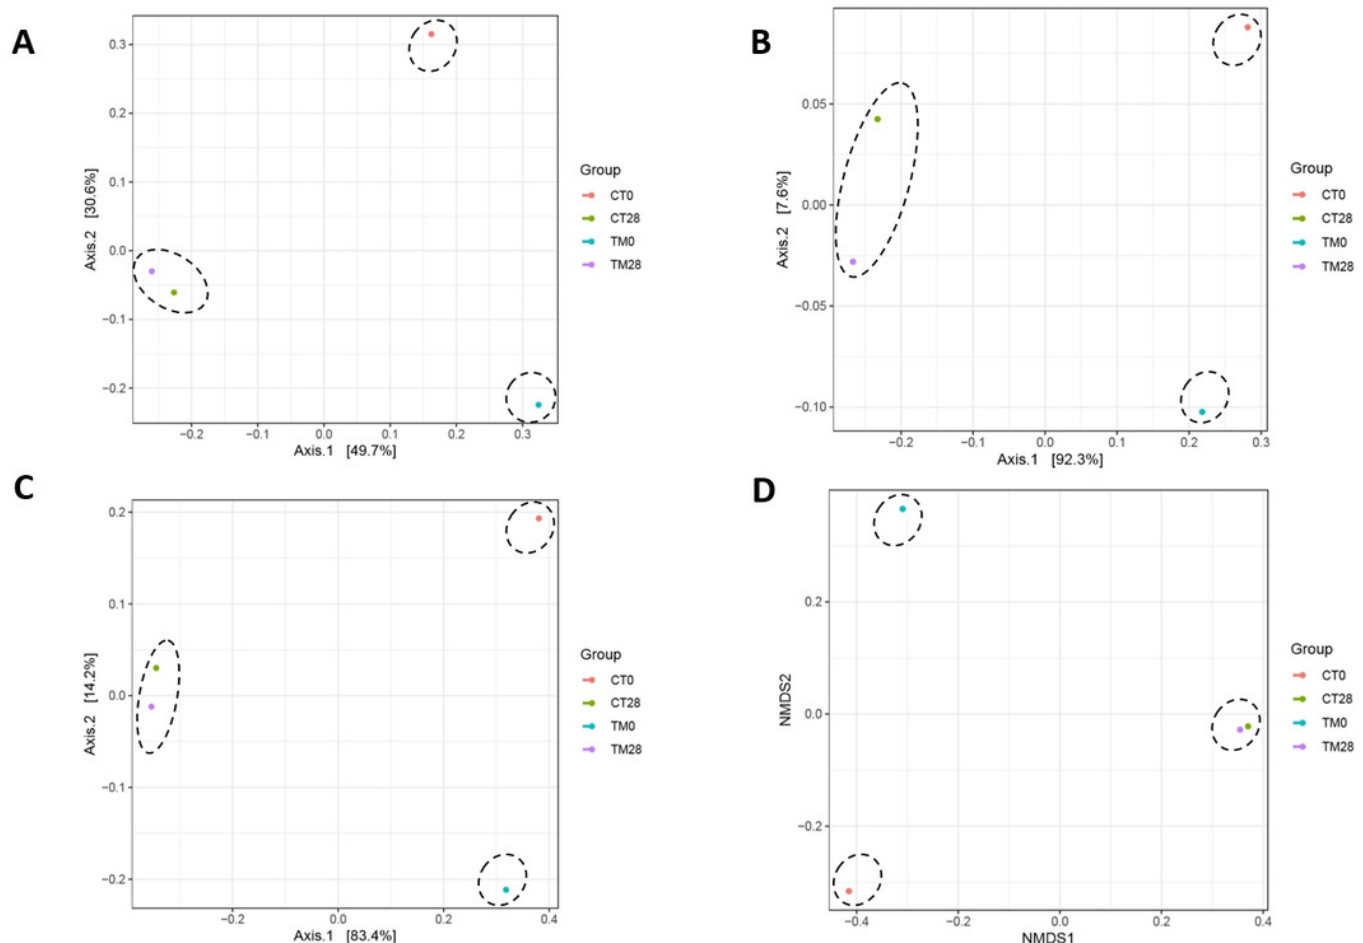 A
0.3
0.2
0.1
0.0
−0.1
−0.2
Axis.2 [30.6%]
−0.2 −0.1 0.0 0.1 0.2 0.3
Axis.1 [49.7%]
Group
CT0
CT28
TM0
TM28
B
0.05
0.00
−0.05
−0.10
Axis.2 [7.6%]
−0.2 −0.1 0.0 0.1 0.2 0.3
Axis.1 [92.3%]
Group
CT0
CT28
TM0
TM28
C
0.2
0.1
0.0
−0.1
−0.2
Axis.2 [14.2%]
−0.2 0.0 0.2 0.4
Axis.1 [83.4%]
Group
CT0
CT28
TM0
TM28
D
0.2
0.0
−0.2
NMDS2
−0.4 −0.2 0.0 0.2 0.4
NMDS1
Group
CT0
CT28
TM0
TM28